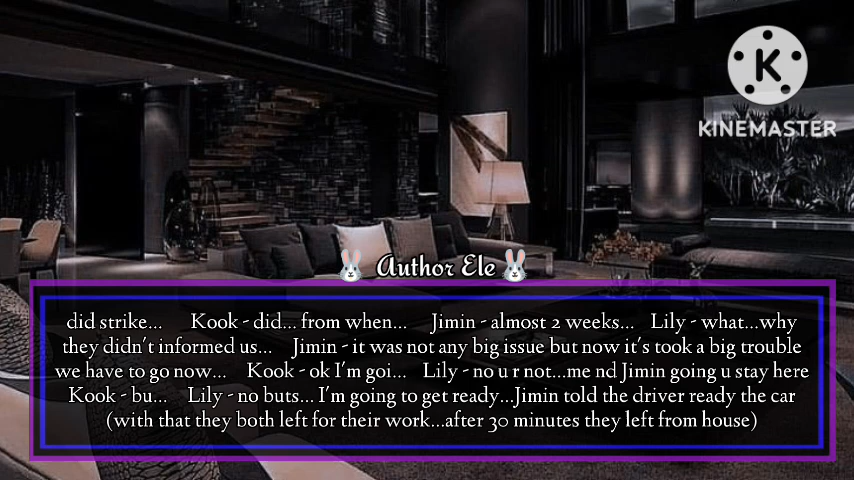 KINEMASTER
🐰 Author Ele 🐰
did strike... Kook - did... from when... Jimin - almost 2 weeks... Lily - what...why
they didn't informed us... Jimin - it was not any big issue but now it's took a big trouble
we have to go now... Kook - ok I'm goi... Lily - no u r not...me nd Jimin going u stay here
Kook - bu... Lily - no buts... I'm going to get ready...Jimin told the driver ready the car
(with that they both left for their work...after 30 minutes they left from house)